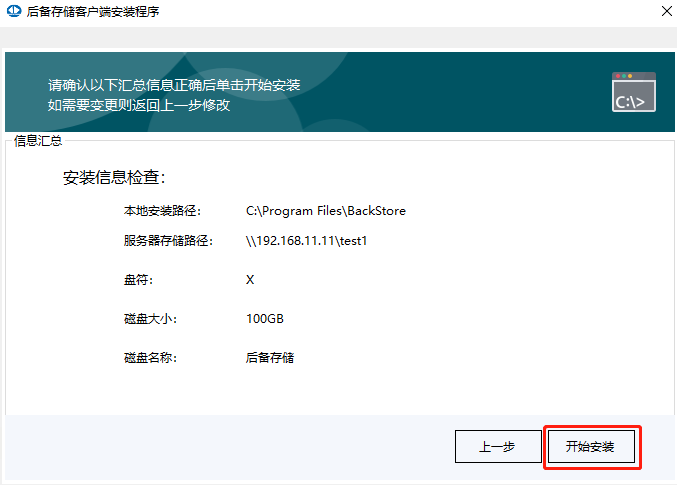 后备存储客户端安装程序
请确认以下汇总信息正确后单击开始安装
如需要变更则返回上一步修改
C:\>
信息汇总
安装信息检查：
本地安装路径： C:\Program Files\BackStore
服务器存储路径： \\192.168.11.11\test1
盘符： X
磁盘大小： 100GB
磁盘名称： 后备存储
上一步 开始安装